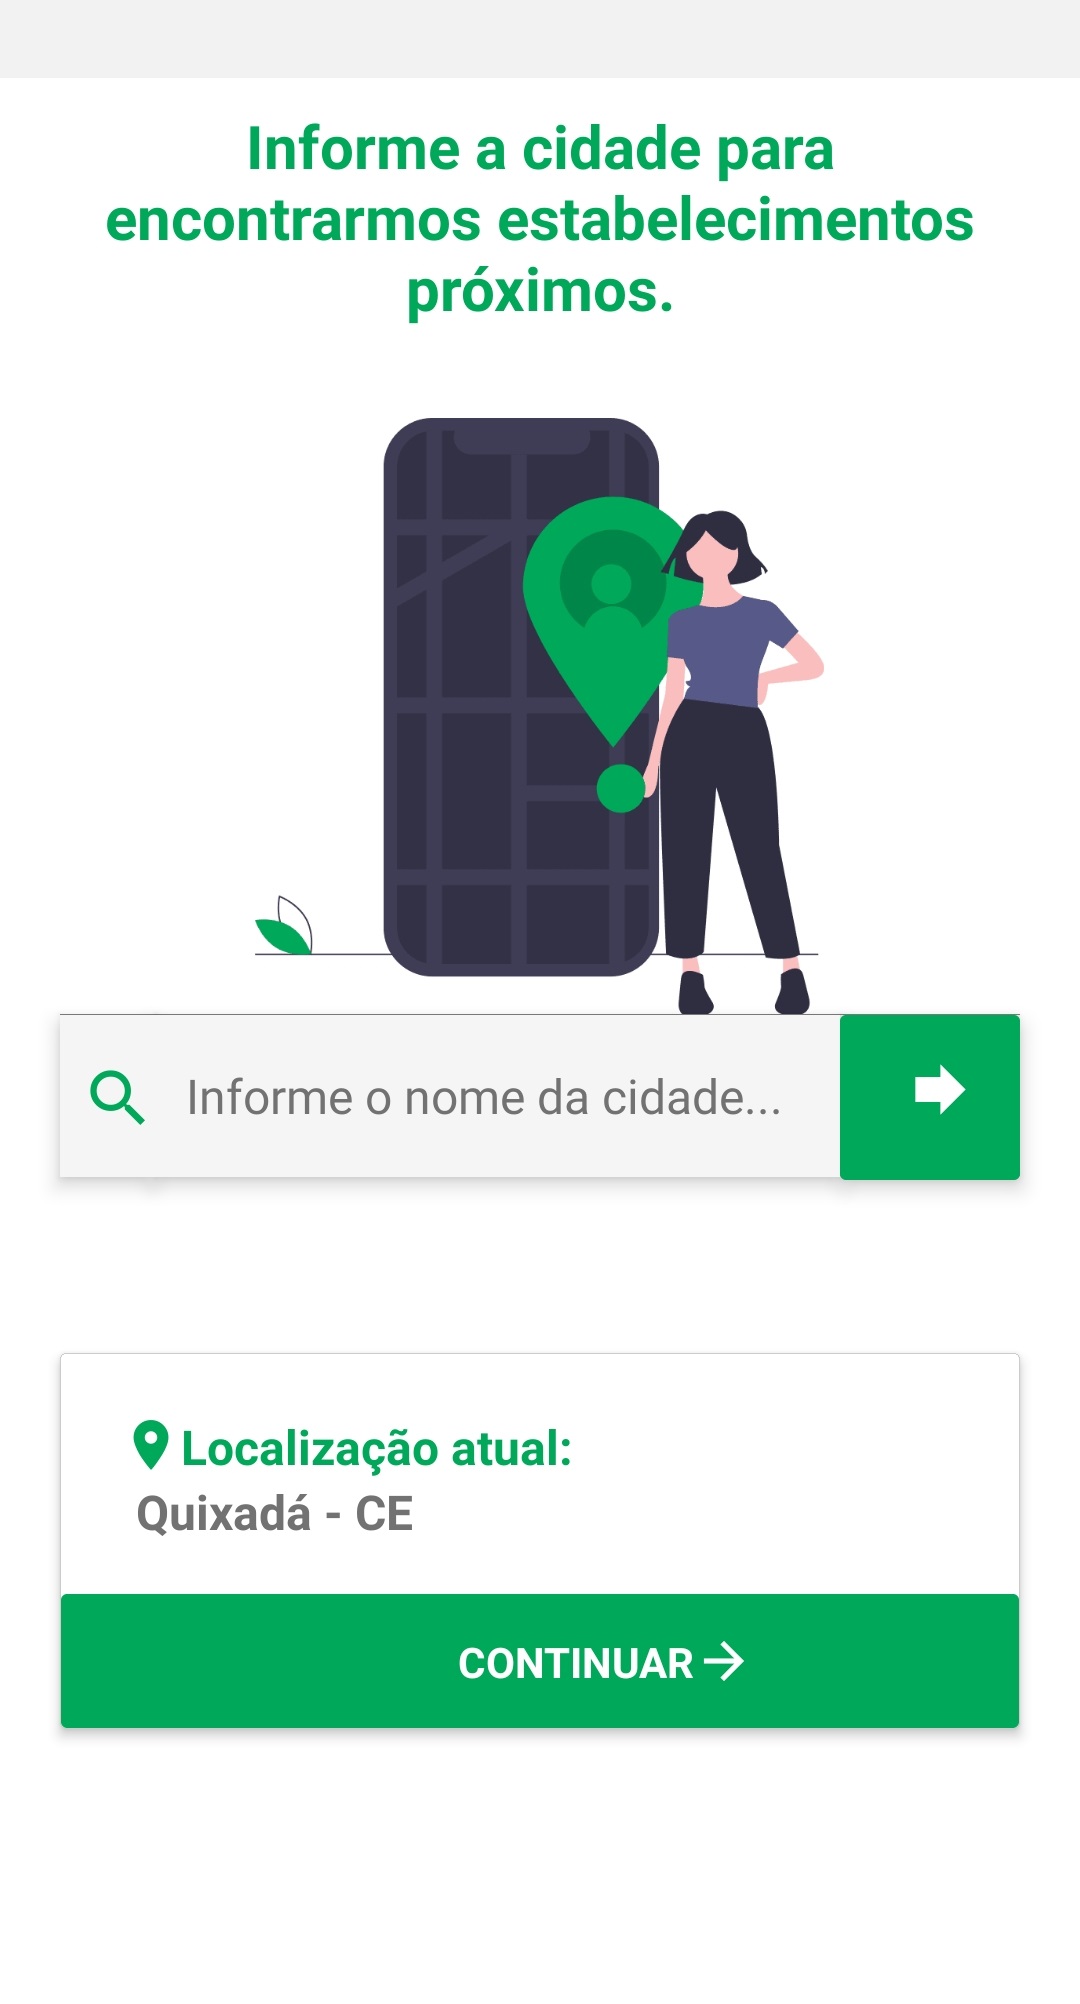 Informe a cidade para
encontrarmos estabelecimentos
próximos.
Informe o nome da cidade...
Localização atual:
Quixadá - CE
CONTINUAR